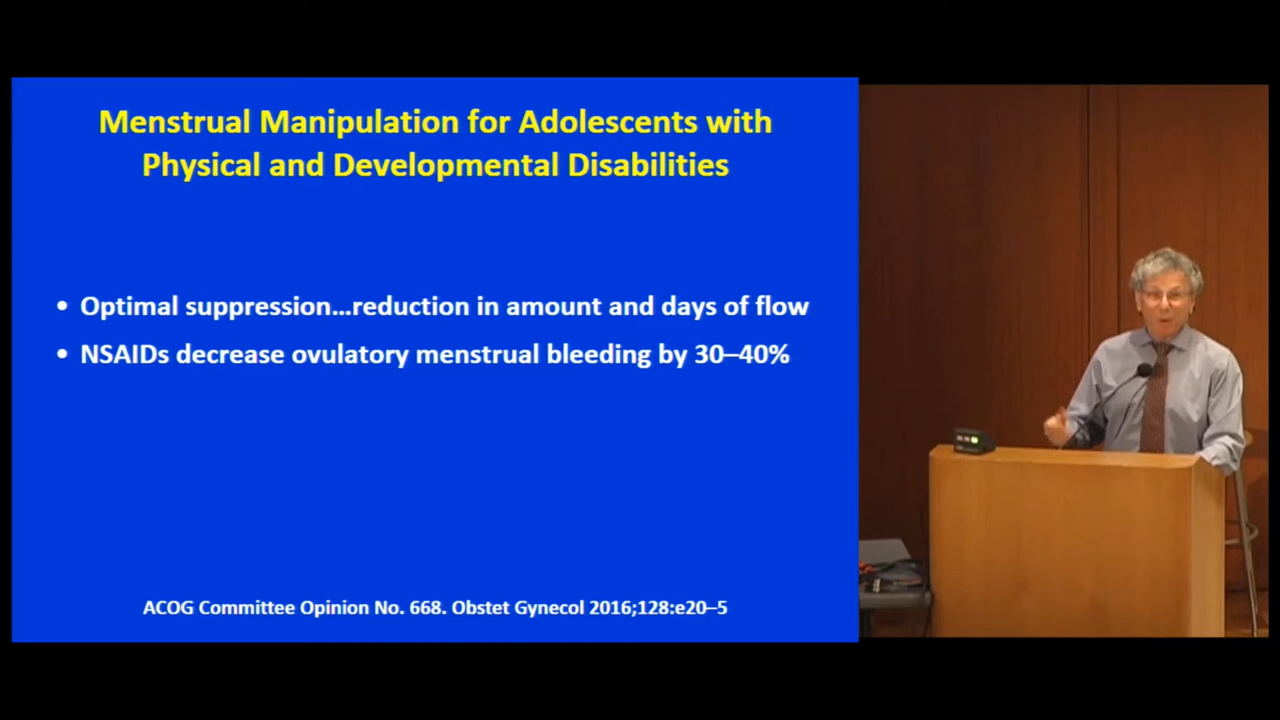 Menstrual Manipulation for Adolescents with
Physical and Developmental Disabilities
• Optimal suppression...reduction in amount and days of flow
• NSAIDs decrease ovulatory menstrual bleeding by 30–40%
ACOG Committee Opinion No. 668. Obstet Gynecol 2016;128:e20–5